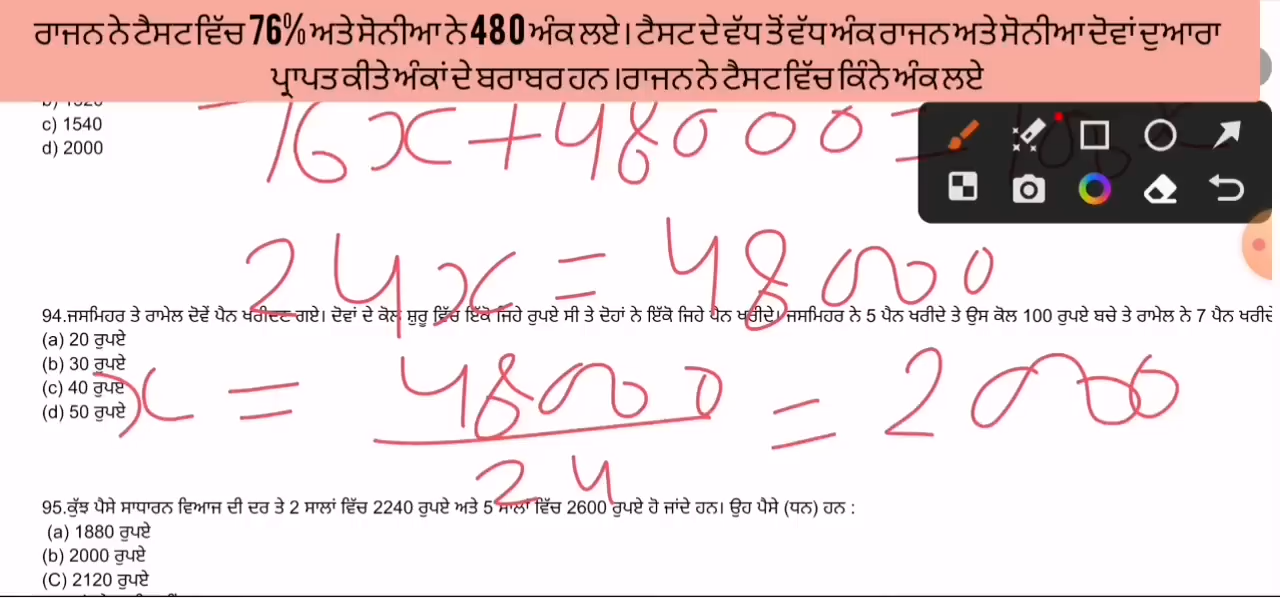 ਰਾਜਨ ਨੇ ਟੈਸਟ ਵਿੱਚ 76% ਅਤੇ ਸੋਨੀਆ ਨੇ 480 ਅੰਕ ਲਏ। ਟੈਸਟ ਦੇ ਵੱਧ ਤੋਂ ਵੱਧ ਅੰਕ ਰਾਜਨ ਅਤੇ ਸੋਨੀਆ ਦੋਵਾਂ ਦੁਆਰਾ
ਪ੍ਰਾਪਤ ਕੀਤੇ ਅੰਕਾਂ ਦੇ ਬਰਾਬਰ ਹਨ।ਰਾਜਨ ਨੇ ਟੈਸਟ ਵਿੱਚ ਕਿੰਨੇ ਅੰਕ ਲਏ
c) 1540
d) 2000
76x + 48000 =
24x = 48000
94.ਜਸਮਿਹਰ ਤੇ ਰਾਮੇਲ ਦੋਵੇਂ ਪੈਨ ਖਰੀਦਣ ਗਏ। ਦੋਵਾਂ ਦੇ ਕੋਲ ਸ਼ੁਰੂ ਵਿੱਚ ਇੱਕੋ ਜਿਹੇ ਰੁਪਏ ਸੀ ਤੇ ਦੋਹਾਂ ਨੇ ਇੱਕੋ ਜਿਹੇ ਪੈਨ ਖਰੀਦੇ। ਜਸਮਿਹਰ ਨੇ 5 ਪੈਨ ਖਰੀਦੇ ਤੇ ਉਸ ਕੋਲ 100 ਰੁਪਏ ਬਚੇ ਤੇ ਰਾਮੇਲ ਨੇ 7 ਪੈਨ ਖਰੀਦੇ
(a) 20 ਰੁਪਏ
(b) 30 ਰੁਪਏ
(c) 40 ਰੁਪਏ
(d) 50 ਰੁਪਏ
x = 48000 / 24 = 2000
95.ਕੁੱਝ ਪੈਸੇ ਸਾਧਾਰਨ ਵਿਆਜ ਦੀ ਦਰ ਤੇ 2 ਸਾਲਾਂ ਵਿੱਚ 2240 ਰੁਪਏ ਅਤੇ 5 ਸਾਲਾਂ ਵਿੱਚ 2600 ਰੁਪਏ ਹੋ ਜਾਂਦੇ ਹਨ। ਉਹ ਪੈਸੇ (ਧਨ) ਹਨ :
(a) 1880 ਰੁਪਏ
(b) 2000 ਰੁਪਏ
(C) 2120 ਰੁਪਏ